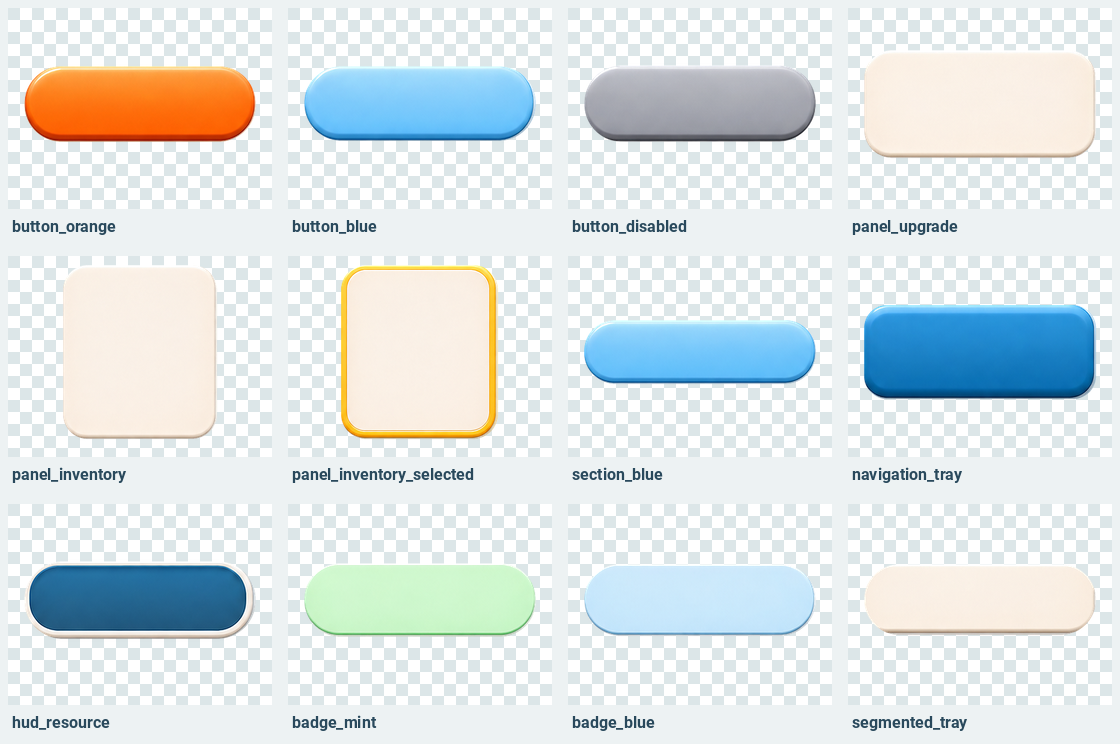 button_orange
button_blue
button_disabled
panel_upgrade
panel_inventory
panel_inventory_selected
section_blue
navigation_tray
hud_resource
badge_mint
badge_blue
segmented_tray